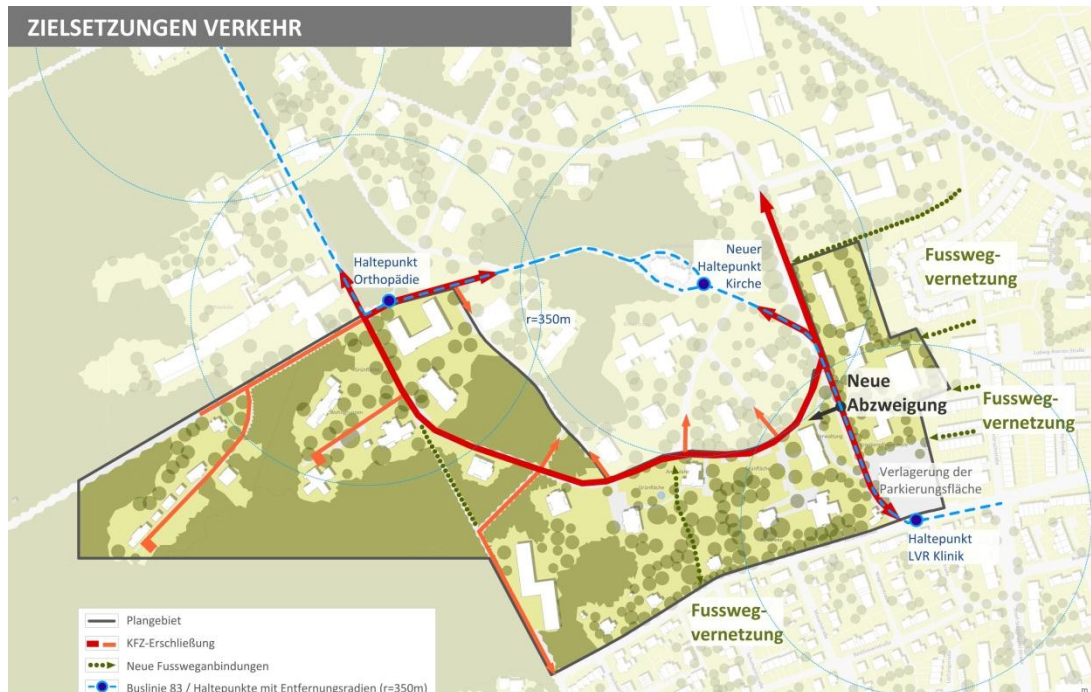 ZIELSETZUNGEN VERKEHR
Haltepunkt
Orthopädie
Neuer
Haltepunkt
Kirche
r=350m
Fussweg-
vernetzung
Neue
Abzweigung
Fussweg-
vernetzung
Verlagerung der
Parkierungsfläche
Haltepunkt
LVR Klinik
Fussweg-
vernetzung
Grünfläche
Plangebiet
KFZ-Erschließung
Neue Fussweganbindungen
Buslinie 83 / Haltepunkte mit Entfernungsradien (r=350m)